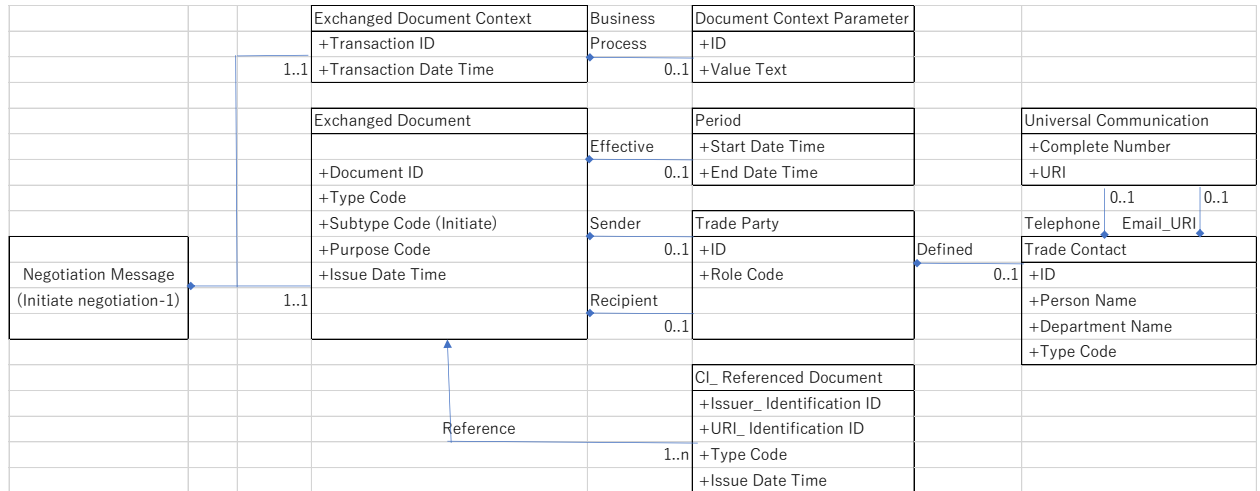 Exchanged Document Context
+Transaction ID
1..1 +Transaction Date Time
Business
Process
0..1
Document Context Parameter
+ID
+Value Text
Exchanged Document
+Document ID
+Type Code
+Subtype Code (Initiate)
+Purpose Code
+Issue Date Time
1..1
Negotiation Message
(Initiate negotiation-1)
Effective
0..1
Period
+Start Date Time
+End Date Time
Sender
0..1
Recipient
0..1
Trade Party
+ID
+Role Code
Defined
0..1
Universal Communication
+Complete Number
+URI
0..1 0..1
Telephone Email_URI
Trade Contact
+ID
+Person Name
+Department Name
+Type Code
Reference
1..n
CI_ Referenced Document
+Issuer_ Identification ID
+URI_ Identification ID
+Type Code
+Issue Date Time